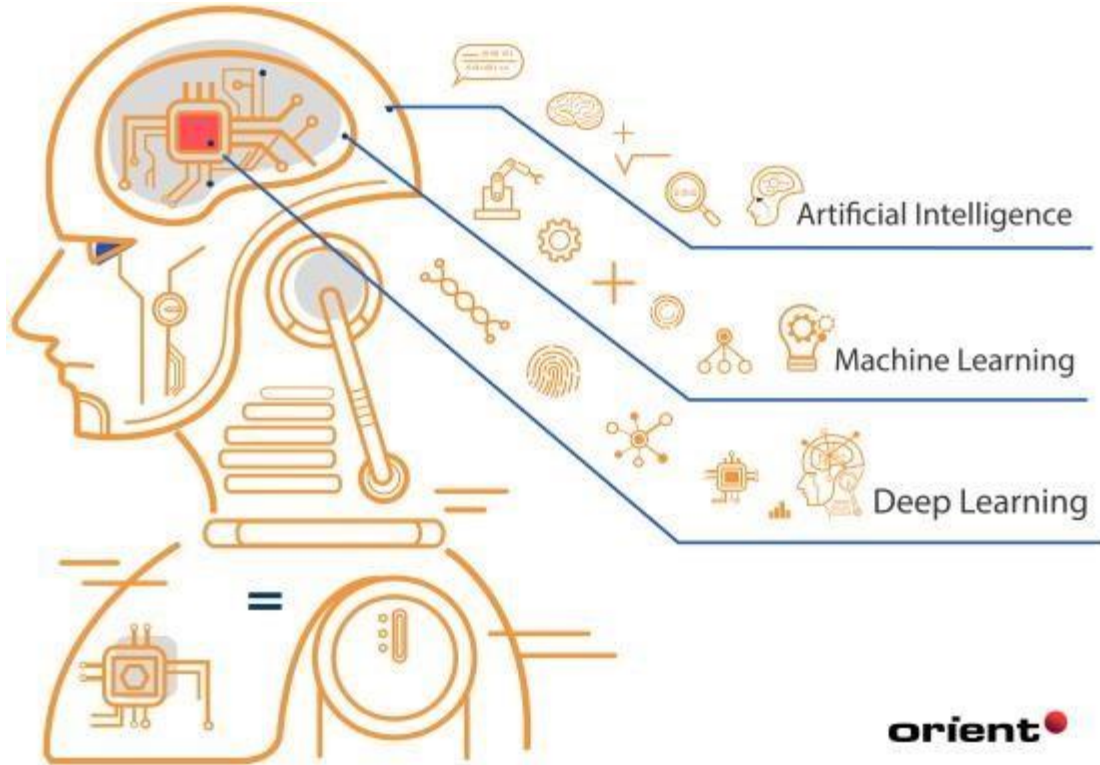 Artificial Intelligence
Machine Learning
Deep Learning
=
orient